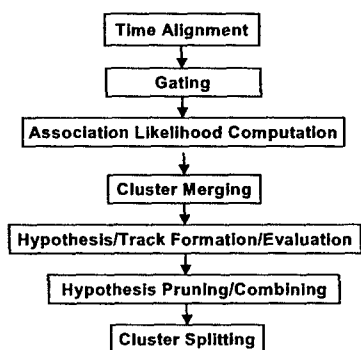 Time Alignment
Gating
Association Likelihood Computation
Cluster Merging
Hypothesis/Track Formation/Evaluation
Hypothesis Pruning/Combining
Cluster Splitting